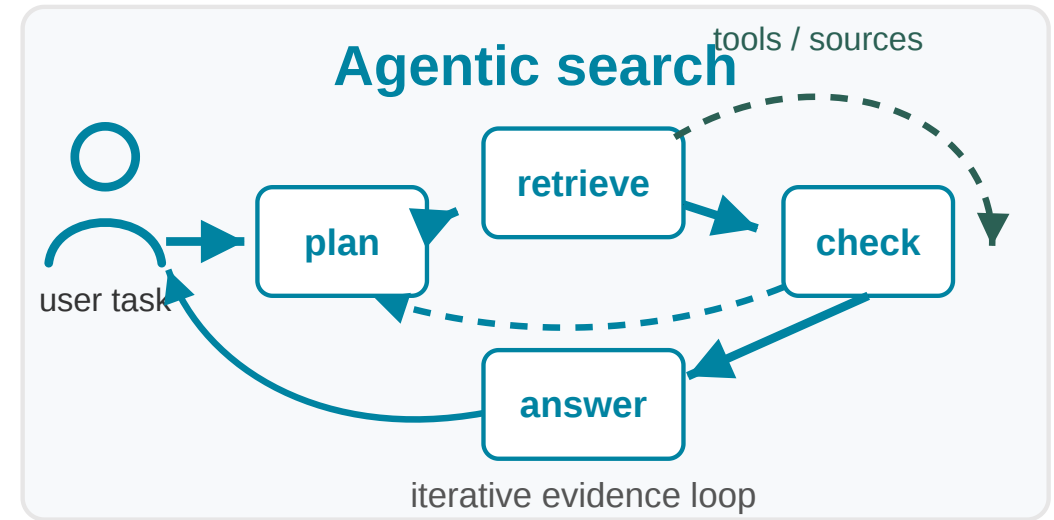 tools / sources
Agentic search
retrieve
plan
check
user task
answer
iterative evidence loop